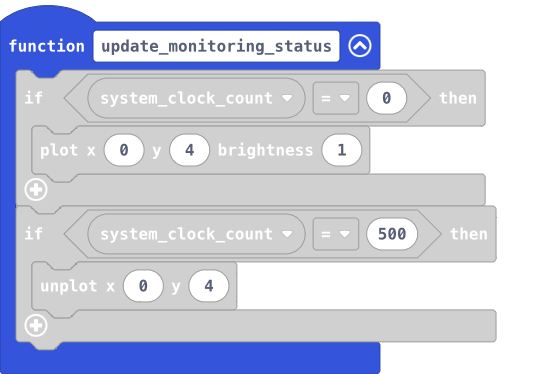 function update_monitoring_status
if system_clock_count = 0 then
plot x 0 y 4 brightness 1
if system_clock_count = 500 then
unplot x 0 y 4